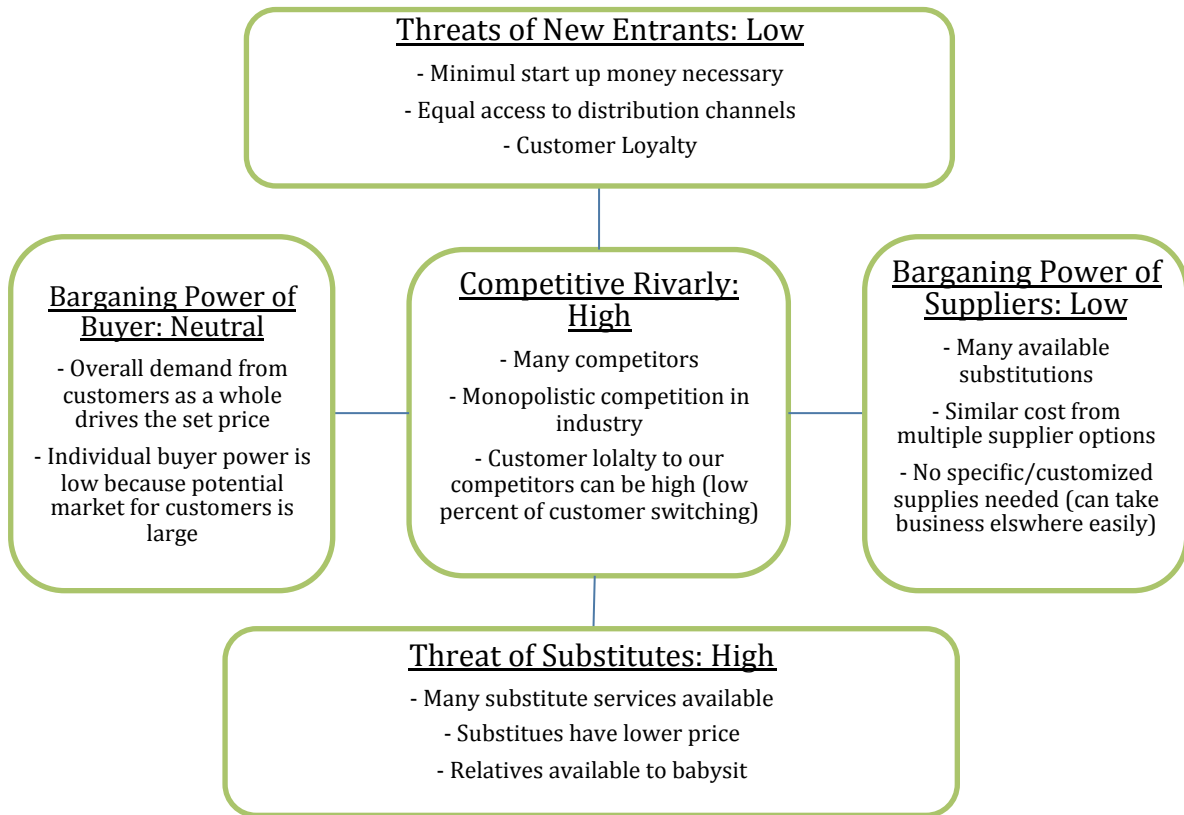 Threats of New Entrants: Low
- Minimul start up money necessary
- Equal access to distribution channels
- Customer Loyalty
Barganing Power of
Buyer: Neutral
- Overall demand from
customers as a whole
drives the set price
- Individual buyer power is
low because potential
market for customers is
large
Competitive Rivarly:
High
- Many competitors
- Monopolistic competition in
industry
- Customer lolalty to our
competitors can be high (low
percent of customer switching)
Barganing Power of
Suppliers: Low
- Many available
substitutions
- Similar cost from
multiple supplier options
- No specific/customized
supplies needed (can take
business elswhere easily)
Threat of Substitutes: High
- Many substitute services available
- Substitues have lower price
- Relatives available to babysit